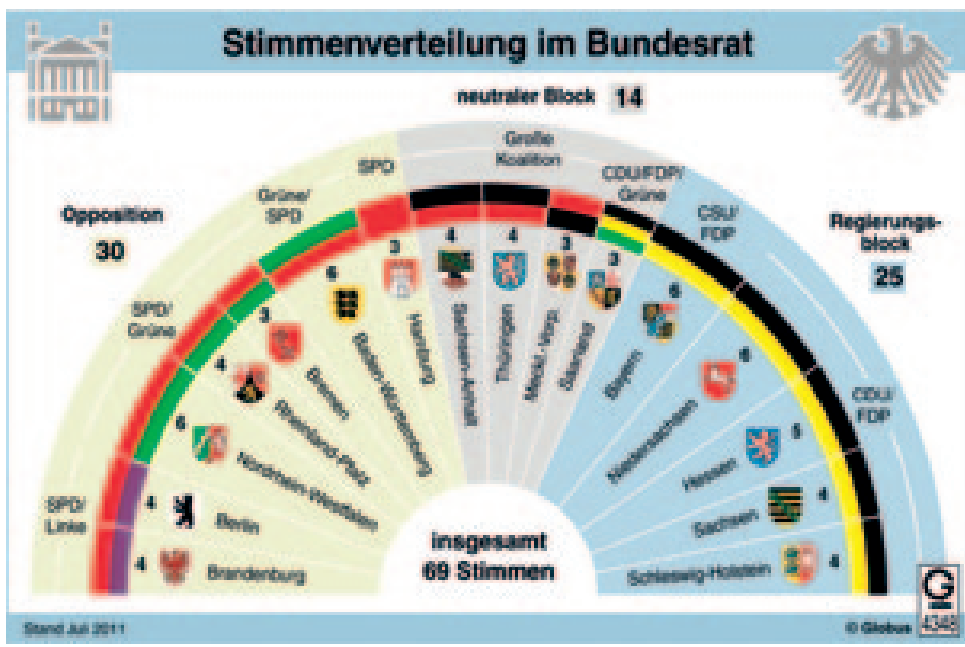 Stimmenverteilung im Bundesrat
neutraler Block 14
Opposition
30
Regierungs-
block
25
SPD/
Linke
SPD/
Grüne
Grüne/
SPD
SPD
Große
Koalition
CDU/FDP/
Grüne
CSU/
FDP
CDU/
FDP
4 Brandenburg
4 Berlin
6 Nordrhein-Westfalen
4 Rheinland-Pfalz
3 Bremen
6 Baden-Württemberg
3 Hamburg
4 Sachsen-Anhalt
4 Thüringen
3 Meckl.-Vorp.
3 Saarland
6 Bayern
6 Niedersachsen
5 Hessen
4 Sachsen
4 Schleswig-Holstein
insgesamt
69 Stimmen
Stand Juli 2011
© Globus
G
4348